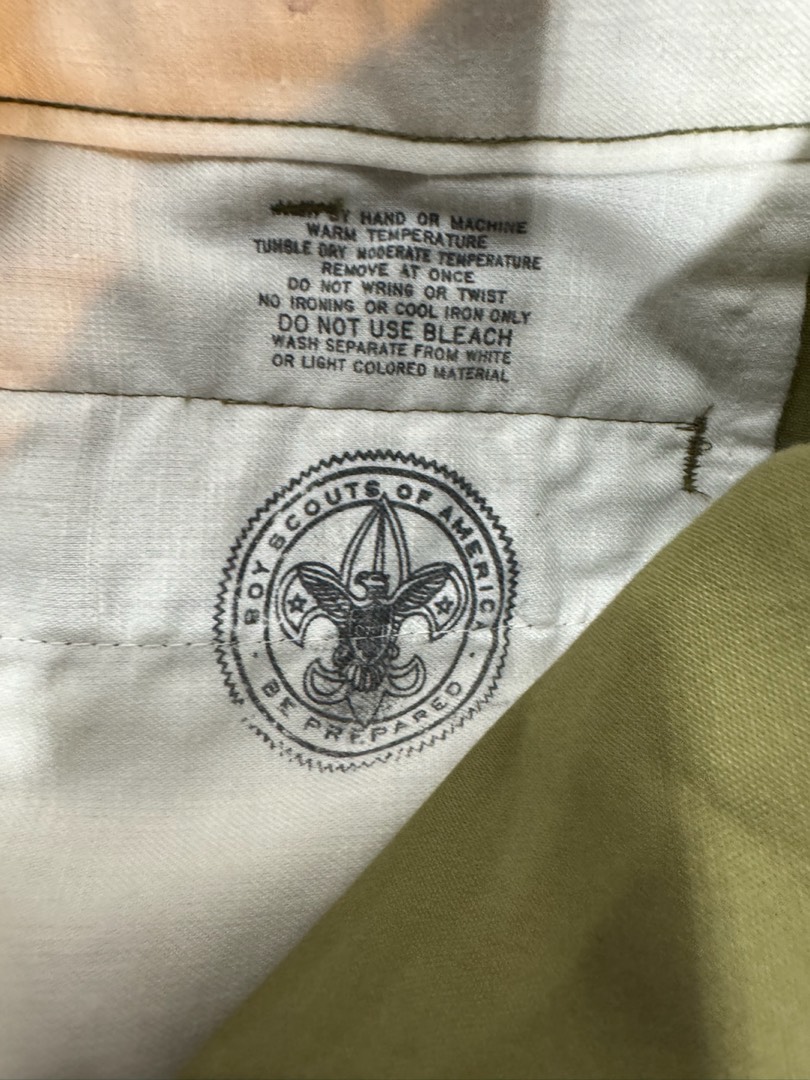 BY HAND OR MACHINE
WARM TEMPERATURE
TUMBLE DRY MODERATE TEMPERATURE
REMOVE AT ONCE
DO NOT WRING OR TWIST
NO IRONING OR COOL IRON ONLY
DO NOT USE BLEACH
WASH SEPARATE FROM WHITE
OR LIGHT COLORED MATERIAL
BOY SCOUTS OF AMERICA
· BE PREPARED ·